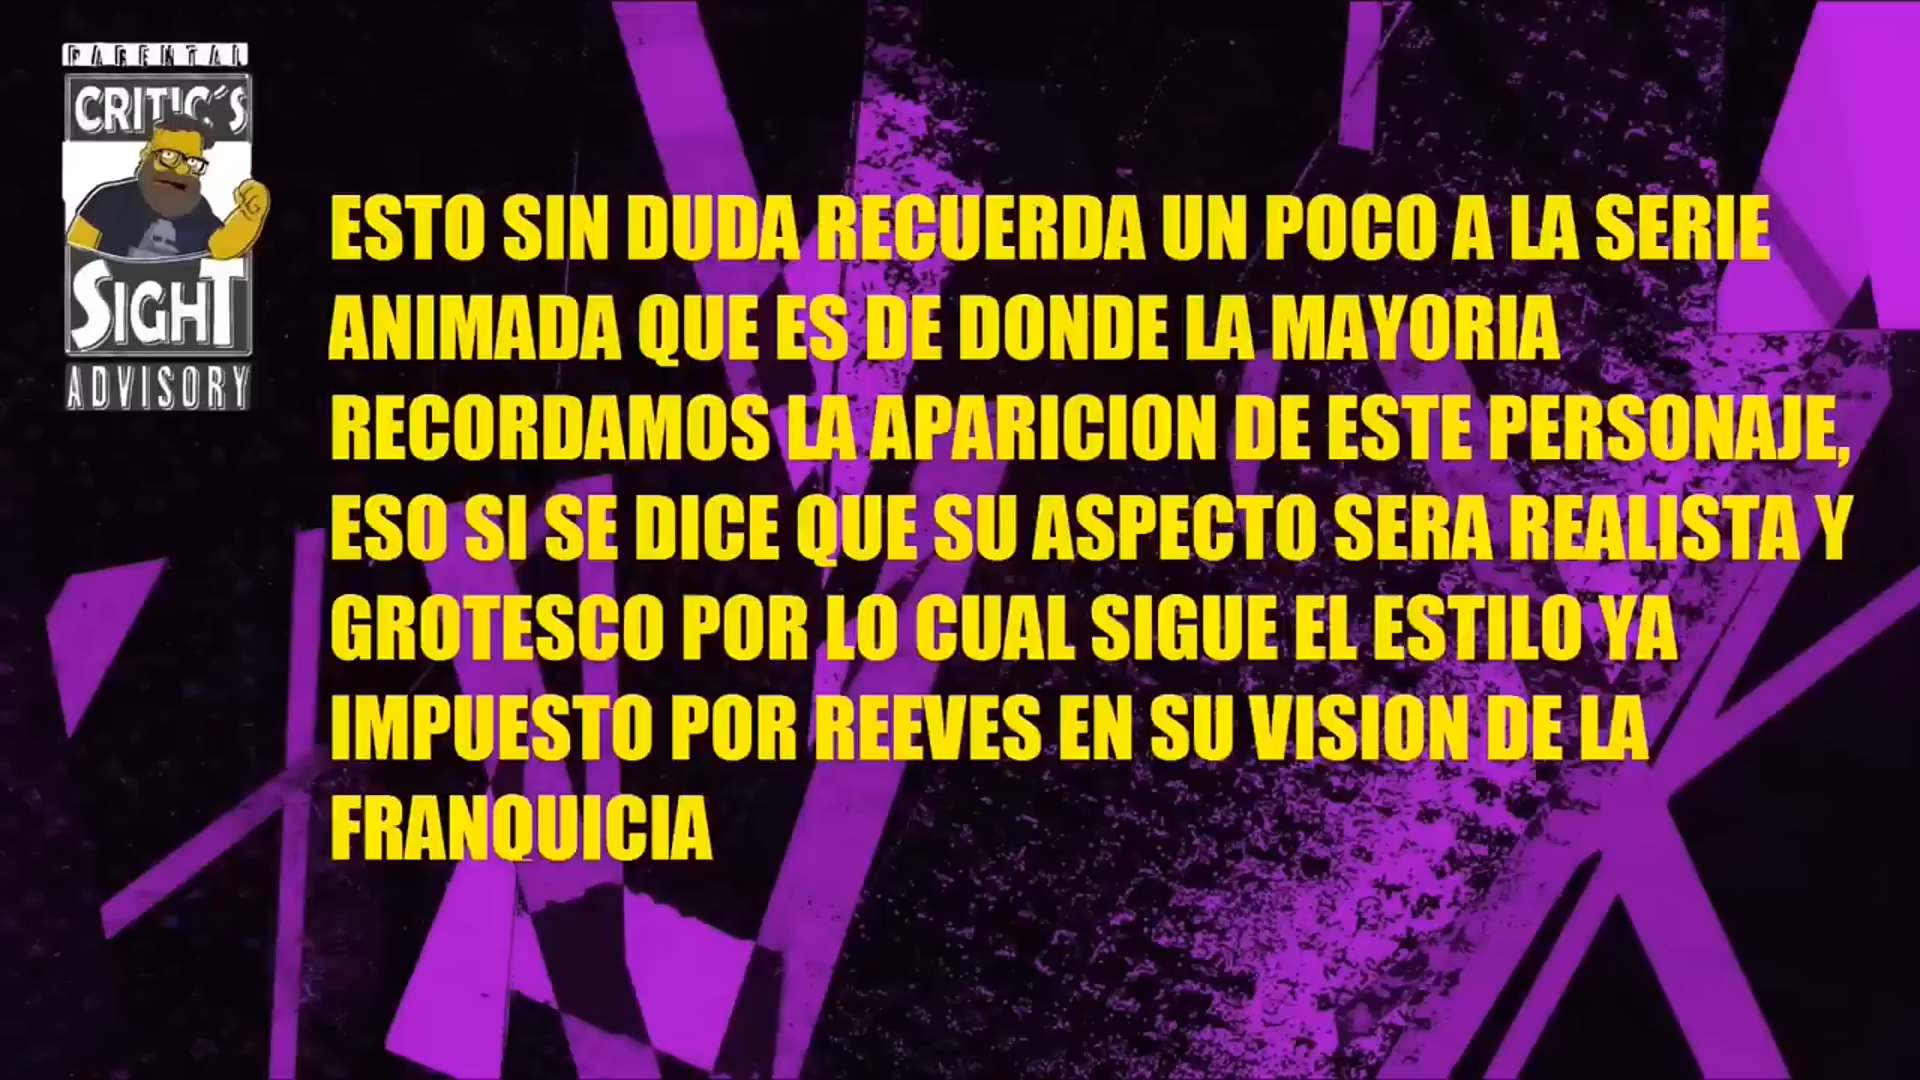 PARENTAL
CRITIC´S
SIGHT
ADVISORY
ESTO SIN DUDA RECUERDA UN POCO A LA SERIE
ANIMADA QUE ES DE DONDE LA MAYORIA
RECORDAMOS LA APARICION DE ESTE PERSONAJE,
ESO SI SE DICE QUE SU ASPECTO SERA REALISTA Y
GROTESCO POR LO CUAL SIGUE EL ESTILO YA
IMPUESTO POR REEVES EN SU VISION DE LA
FRANQUICIA